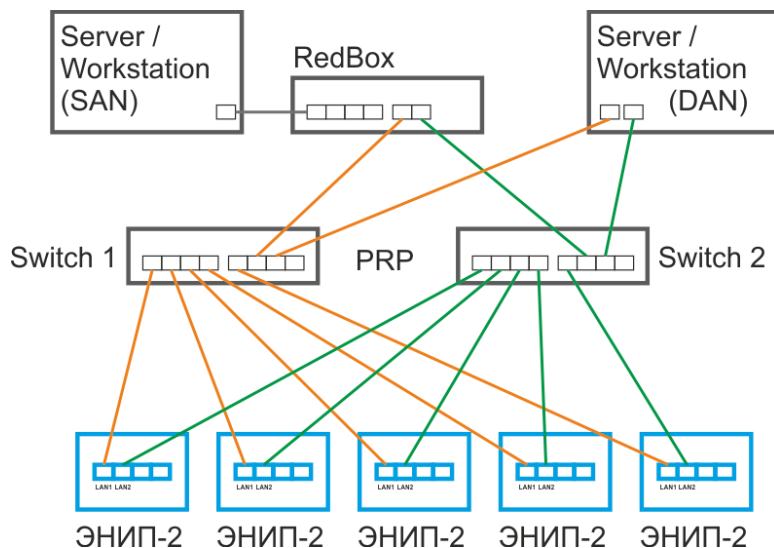 Server /
Workstation
(SAN)
RedBox
Server /
Workstation
(DAN)
Switch 1
PRP
Switch 2
LAN1 LAN2
LAN1 LAN2
LAN1 LAN2
LAN1 LAN2
LAN1 LAN2
ЭНИП-2
ЭНИП-2
ЭНИП-2
ЭНИП-2
ЭНИП-2